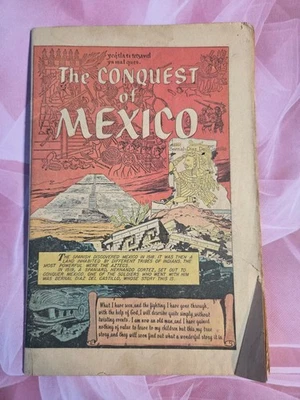 The CONQUEST
of
MEXICO
THE SPANISH DISCOVERED MEXICO IN 1518. IT WAS THEN A
LAND INHABITED BY DIFFERENT TRIBES OF INDIANS. THE
MOST POWERFUL WERE THE AZTECS.
IN 1519, A SPANIARD, HERNANDO CORTES, SET OUT TO
CONQUER MEXICO. ONE OF THE SOLDIERS WHO WENT WITH HIM
WAS BERNAL DIAZ DEL CASTILLO, WHOSE STORY THIS IS.
What I have seen, and the fighting I have gone through
with the help of God, I will describe quite simply, without
twisting events. I am now an old man, and I have gained
nothing of value to leave to my children but this, my true
story, and they will soon find out what a wonderful story it is.